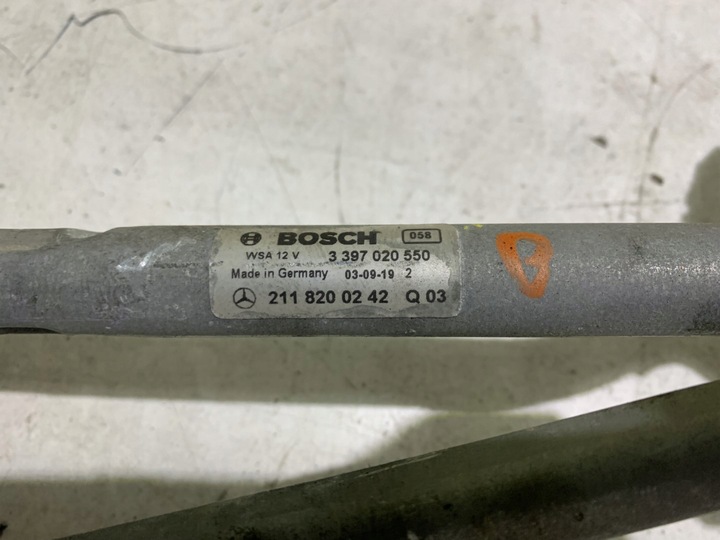 BOSCH 058
WSA 12 V 3 397 020 550
Made in Germany 03-09-19 2
211 820 02 42 Q 03